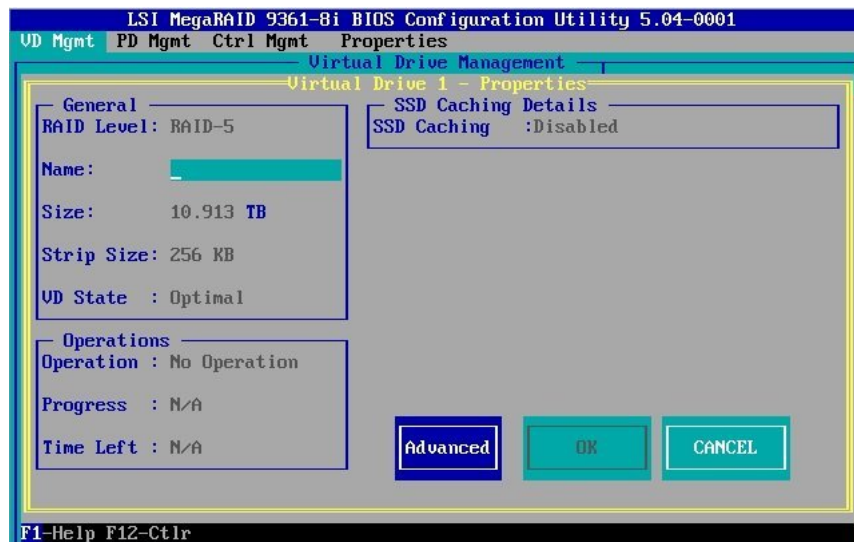 LSI MegaRAID 9361-8i BIOS Configuration Utility 5.04-0001
VD Mgmt PD Mgmt Ctrl Mgmt Properties
Virtual Drive Management
Virtual Drive 1 - Properties
General
RAID Level: RAID-5
Name:
Size: 10.913 TB
Strip Size: 256 KB
VD State : Optimal
SSD Caching Details
SSD Caching :Disabled
Operations
Operation : No Operation
Progress : N/A
Time Left : N/A
Advanced
OK
CANCEL
F1-Help F12-Ctlr